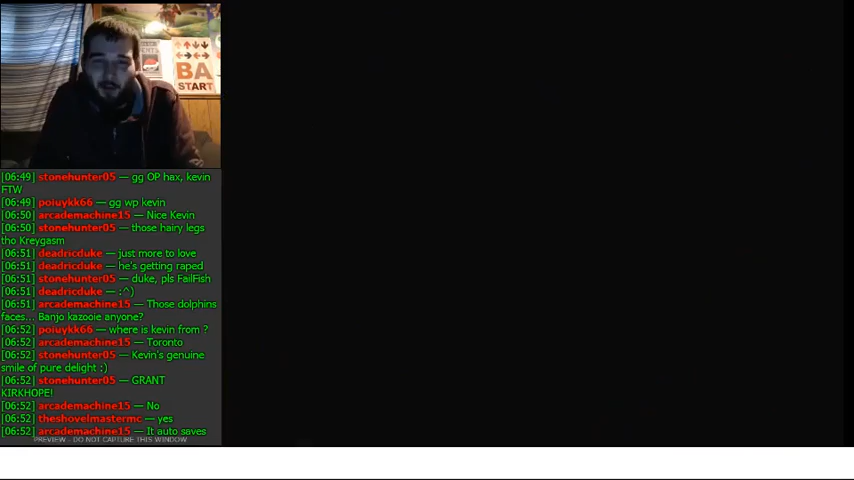 BA
START
[06:49] stonehunter05 — gg OP hax, kevin
FTW
[06:49] poiuykk66 — gg wp kevin
[06:50] arcademachine15 — Nice Kevin
[06:50] stonehunter05 — those hairy legs
tho Kreygasm
[06:51] deadricduke — just more to love
[06:51] deadricduke — he's getting raped
[06:51] stonehunter05 — duke, pls FailFish
[06:51] deadricduke — :^)
[06:51] arcademachine15 — Those dolphins
faces... Banjo kazooie anyone?
[06:52] poiuykk66 — where is kevin from ?
[06:52] arcademachine15 — Toronto
[06:52] stonehunter05 — Kevin's genuine
smile of pure delight :)
[06:52] stonehunter05 — GRANT
KIRKHOPE!
[06:52] arcademachine15 — No
[06:52] theshovelmastermc — yes
[06:52] arcademachine15 — It auto saves
PREVIEW - DO NOT CAPTURE THIS WINDOW